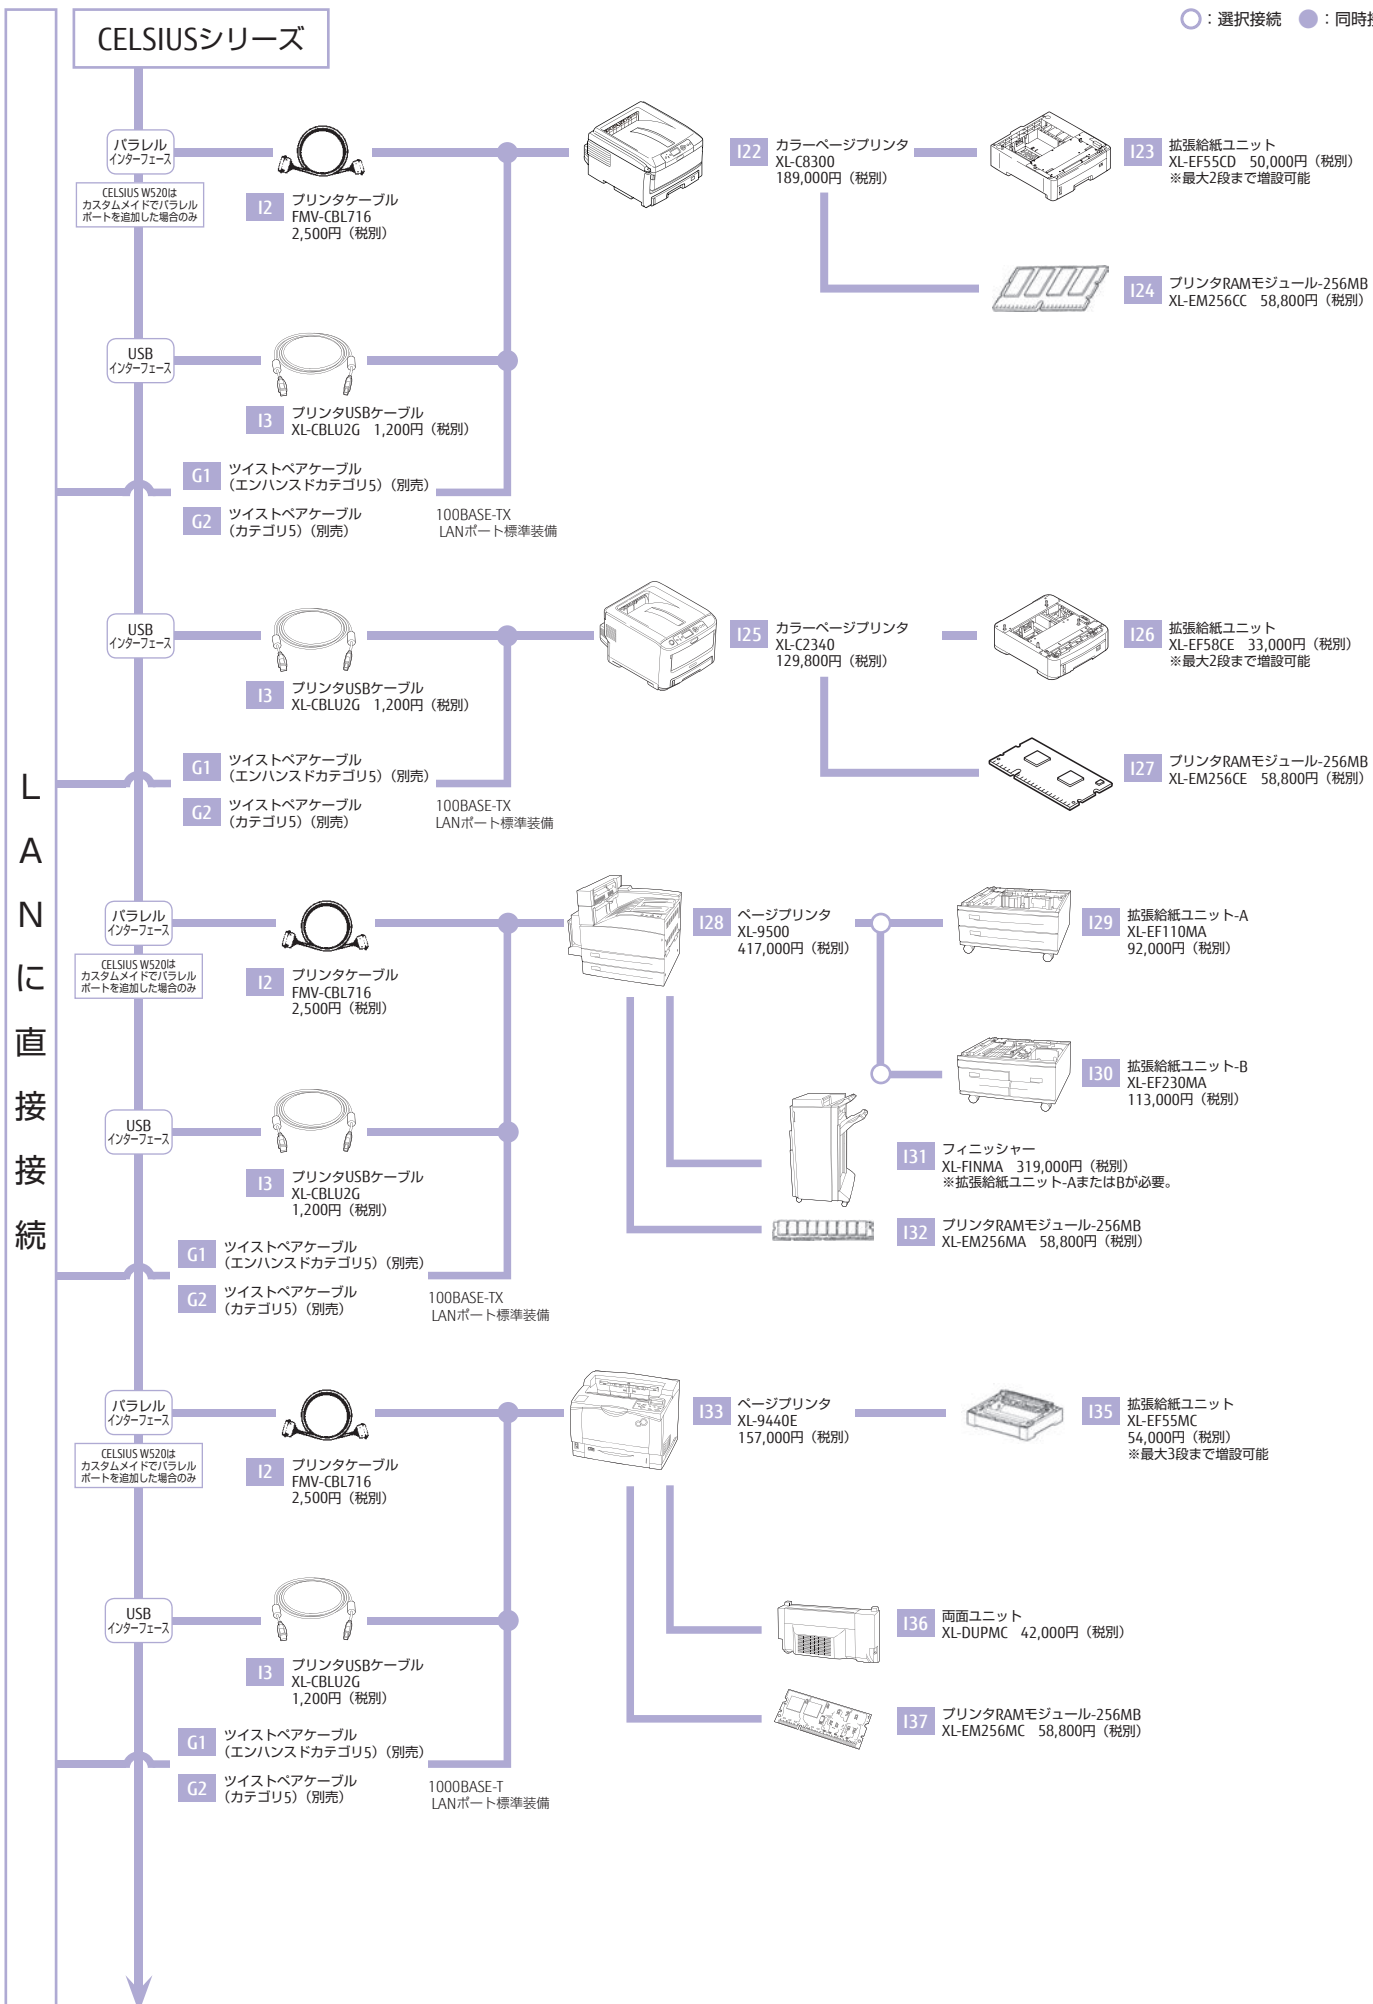 ○：選択接続 ●：同時接
CELSIUSシリーズ
LANに直接接続
パラレル
インターフェース
CELSIUS W520は
カスタムメイドでパラレル
ポートを追加した場合のみ
I2 プリンタケーブル
FMV-CBL716
2,500円（税別）
I22 カラーページプリンタ
XL-C8300
189,000円（税別）
I23 拡張給紙ユニット
XL-EF55CD 50,000円（税別）
※最大2段まで増設可能
I24 プリンタRAMモジュール-256MB
XL-EM256CC 58,800円（税別）
USB
インターフェース
I3 プリンタUSBケーブル
XL-CBLU2G 1,200円（税別）
G1 ツイストペアケーブル
（エンハンスドカテゴリ5）（別売）
G2 ツイストペアケーブル
（カテゴリ5）（別売）
100BASE-TX
LANポート標準装備
USB
インターフェース
I3 プリンタUSBケーブル
XL-CBLU2G 1,200円（税別）
I25 カラーページプリンタ
XL-C2340
129,800円（税別）
I26 拡張給紙ユニット
XL-EF58CE 33,000円（税別）
※最大2段まで増設可能
I27 プリンタRAMモジュール-256MB
XL-EM256CE 58,800円（税別）
G1 ツイストペアケーブル
（エンハンスドカテゴリ5）（別売）
G2 ツイストペアケーブル
（カテゴリ5）（別売）
100BASE-TX
LANポート標準装備
パラレル
インターフェース
CELSIUS W520は
カスタムメイドでパラレル
ポートを追加した場合のみ
I2 プリンタケーブル
FMV-CBL716
2,500円（税別）
I28 ページプリンタ
XL-9500
417,000円（税別）
I29 拡張給紙ユニット-A
XL-EF110MA
92,000円（税別）
I30 拡張給紙ユニット-B
XL-EF230MA
113,000円（税別）
I31 フィニッシャー
XL-FINMA 319,000円（税別）
※拡張給紙ユニット-AまたはBが必要。
I32 プリンタRAMモジュール-256MB
XL-EM256MA 58,800円（税別）
USB
インターフェース
I3 プリンタUSBケーブル
XL-CBLU2G
1,200円（税別）
G1 ツイストペアケーブル
（エンハンスドカテゴリ5）（別売）
G2 ツイストペアケーブル
（カテゴリ5）（別売）
100BASE-TX
LANポート標準装備
パラレル
インターフェース
CELSIUS W520は
カスタムメイドでパラレル
ポートを追加した場合のみ
I2 プリンタケーブル
FMV-CBL716
2,500円（税別）
I33 ページプリンタ
XL-9440E
157,000円（税別）
I35 拡張給紙ユニット
XL-EF55MC
54,000円（税別）
※最大3段まで増設可能
I36 両面ユニット
XL-DUPMC 42,000円（税別）
I37 プリンタRAMモジュール-256MB
XL-EM256MC 58,800円（税別）
USB
インターフェース
I3 プリンタUSBケーブル
XL-CBLU2G
1,200円（税別）
G1 ツイストペアケーブル
（エンハンスドカテゴリ5）（別売）
G2 ツイストペアケーブル
（カテゴリ5）（別売）
1000BASE-T
LANポート標準装備